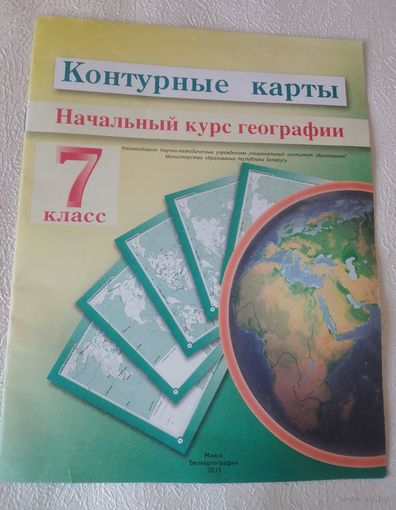 Контурные карты
Начальный курс географии
Рекомендовано научно-методическим учреждением „Национальный институт образования"
Министерства образования Республики Беларусь
7
класс
Минск
Белкартография
2015